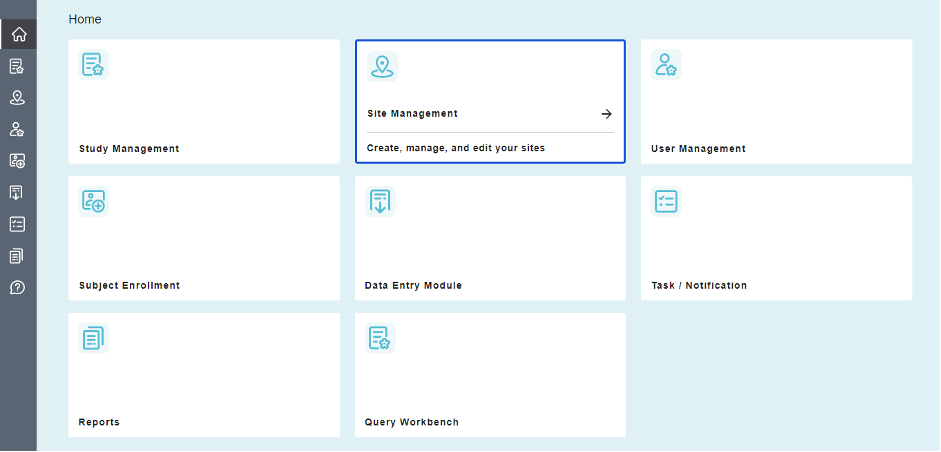 Home
Site Management
Create, manage, and edit your sites
Study Management
User Management
Subject Enrollment
Data Entry Module
Task / Notification
Reports
Query Workbench